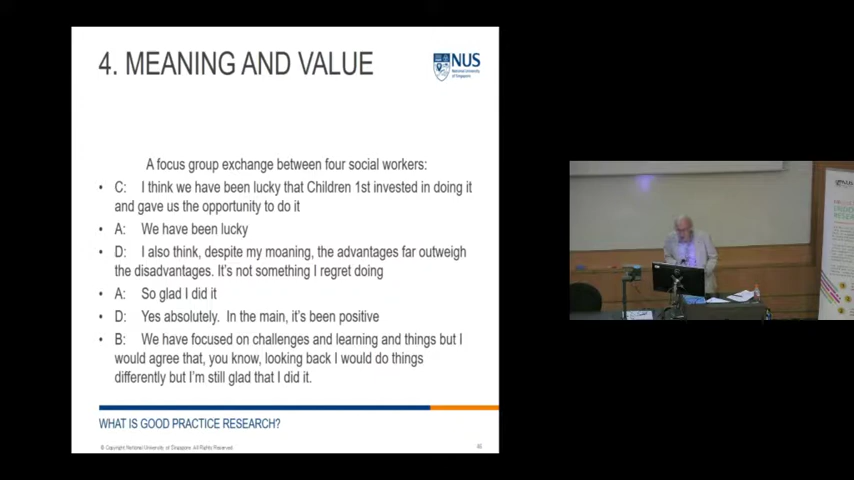 4. MEANING AND VALUE
NUS
National University
of Singapore
A focus group exchange between four social workers:
• C: I think we have been lucky that Children 1st invested in doing it
and gave us the opportunity to do it
• A: We have been lucky
• D: I also think, despite my moaning, the advantages far outweigh
the disadvantages. It's not something I regret doing
• A: So glad I did it
• D: Yes absolutely. In the main, it's been positive
• B: We have focused on challenges and learning and things but I
would agree that, you know, looking back I would do things
differently but I'm still glad that I did it.
WHAT IS GOOD PRACTICE RESEARCH?
© Copyright National University of Singapore. All Rights Reserved